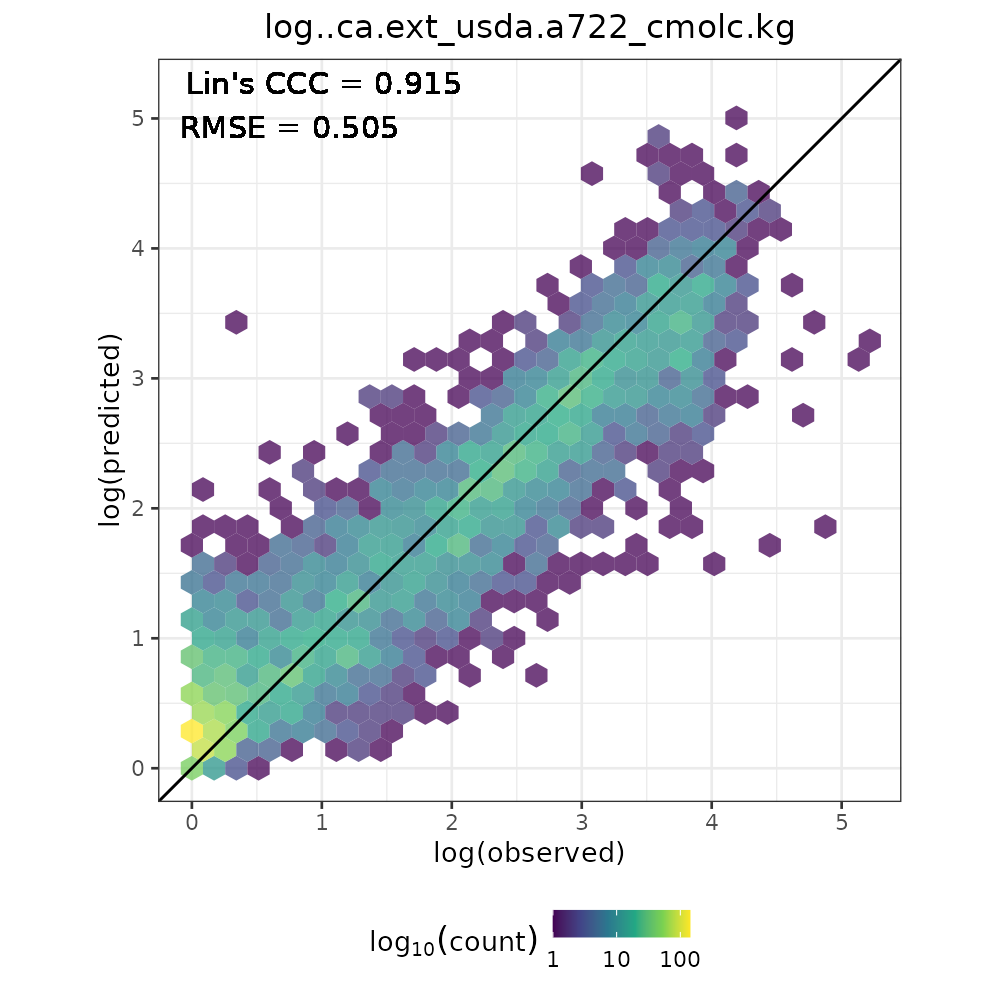 log..ca.ext_usda.a722_cmolc.kg
Lin's CCC = 0.915
RMSE = 0.505
log(predicted)
5
4
3
2
1
0
0 1 2 3 4 5
log(observed)
log10(count)
1 10 100